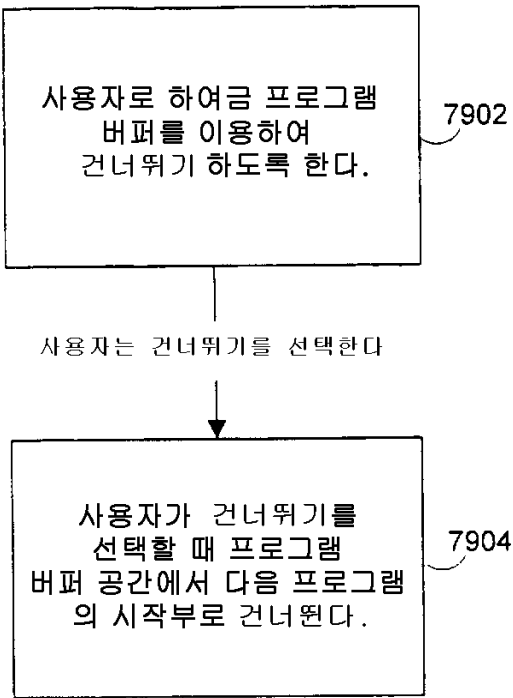 사용자로 하여금 프로그램
버퍼를 이용하여
건너뛰기 하도록 한다.
7902
사용자는 건너뛰기를 선택한다
사용자가 건너뛰기를
선택할 때 프로그램
버퍼 공간에서 다음 프로그램
의 시작부로 건너뛴다.
7904